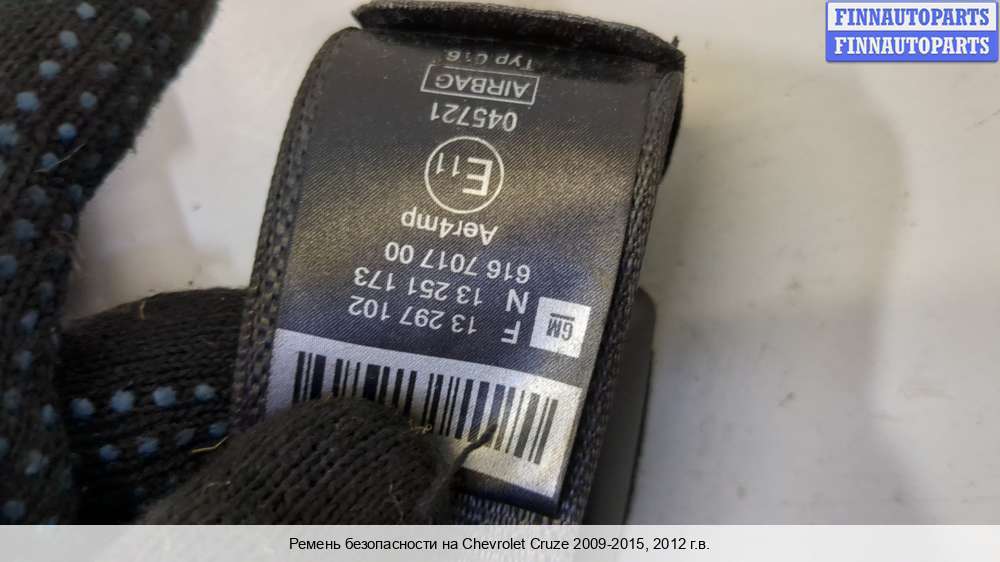 FINNAUTOPARTS
FINNAUTOPARTS
GM
F 13 297 102
N 13 251 173
616 7017 00
Aer4mp
E11
045721
AIRBAG
Typ 016
Ремень безопасности на Chevrolet Cruze 2009-2015, 2012 г.в.